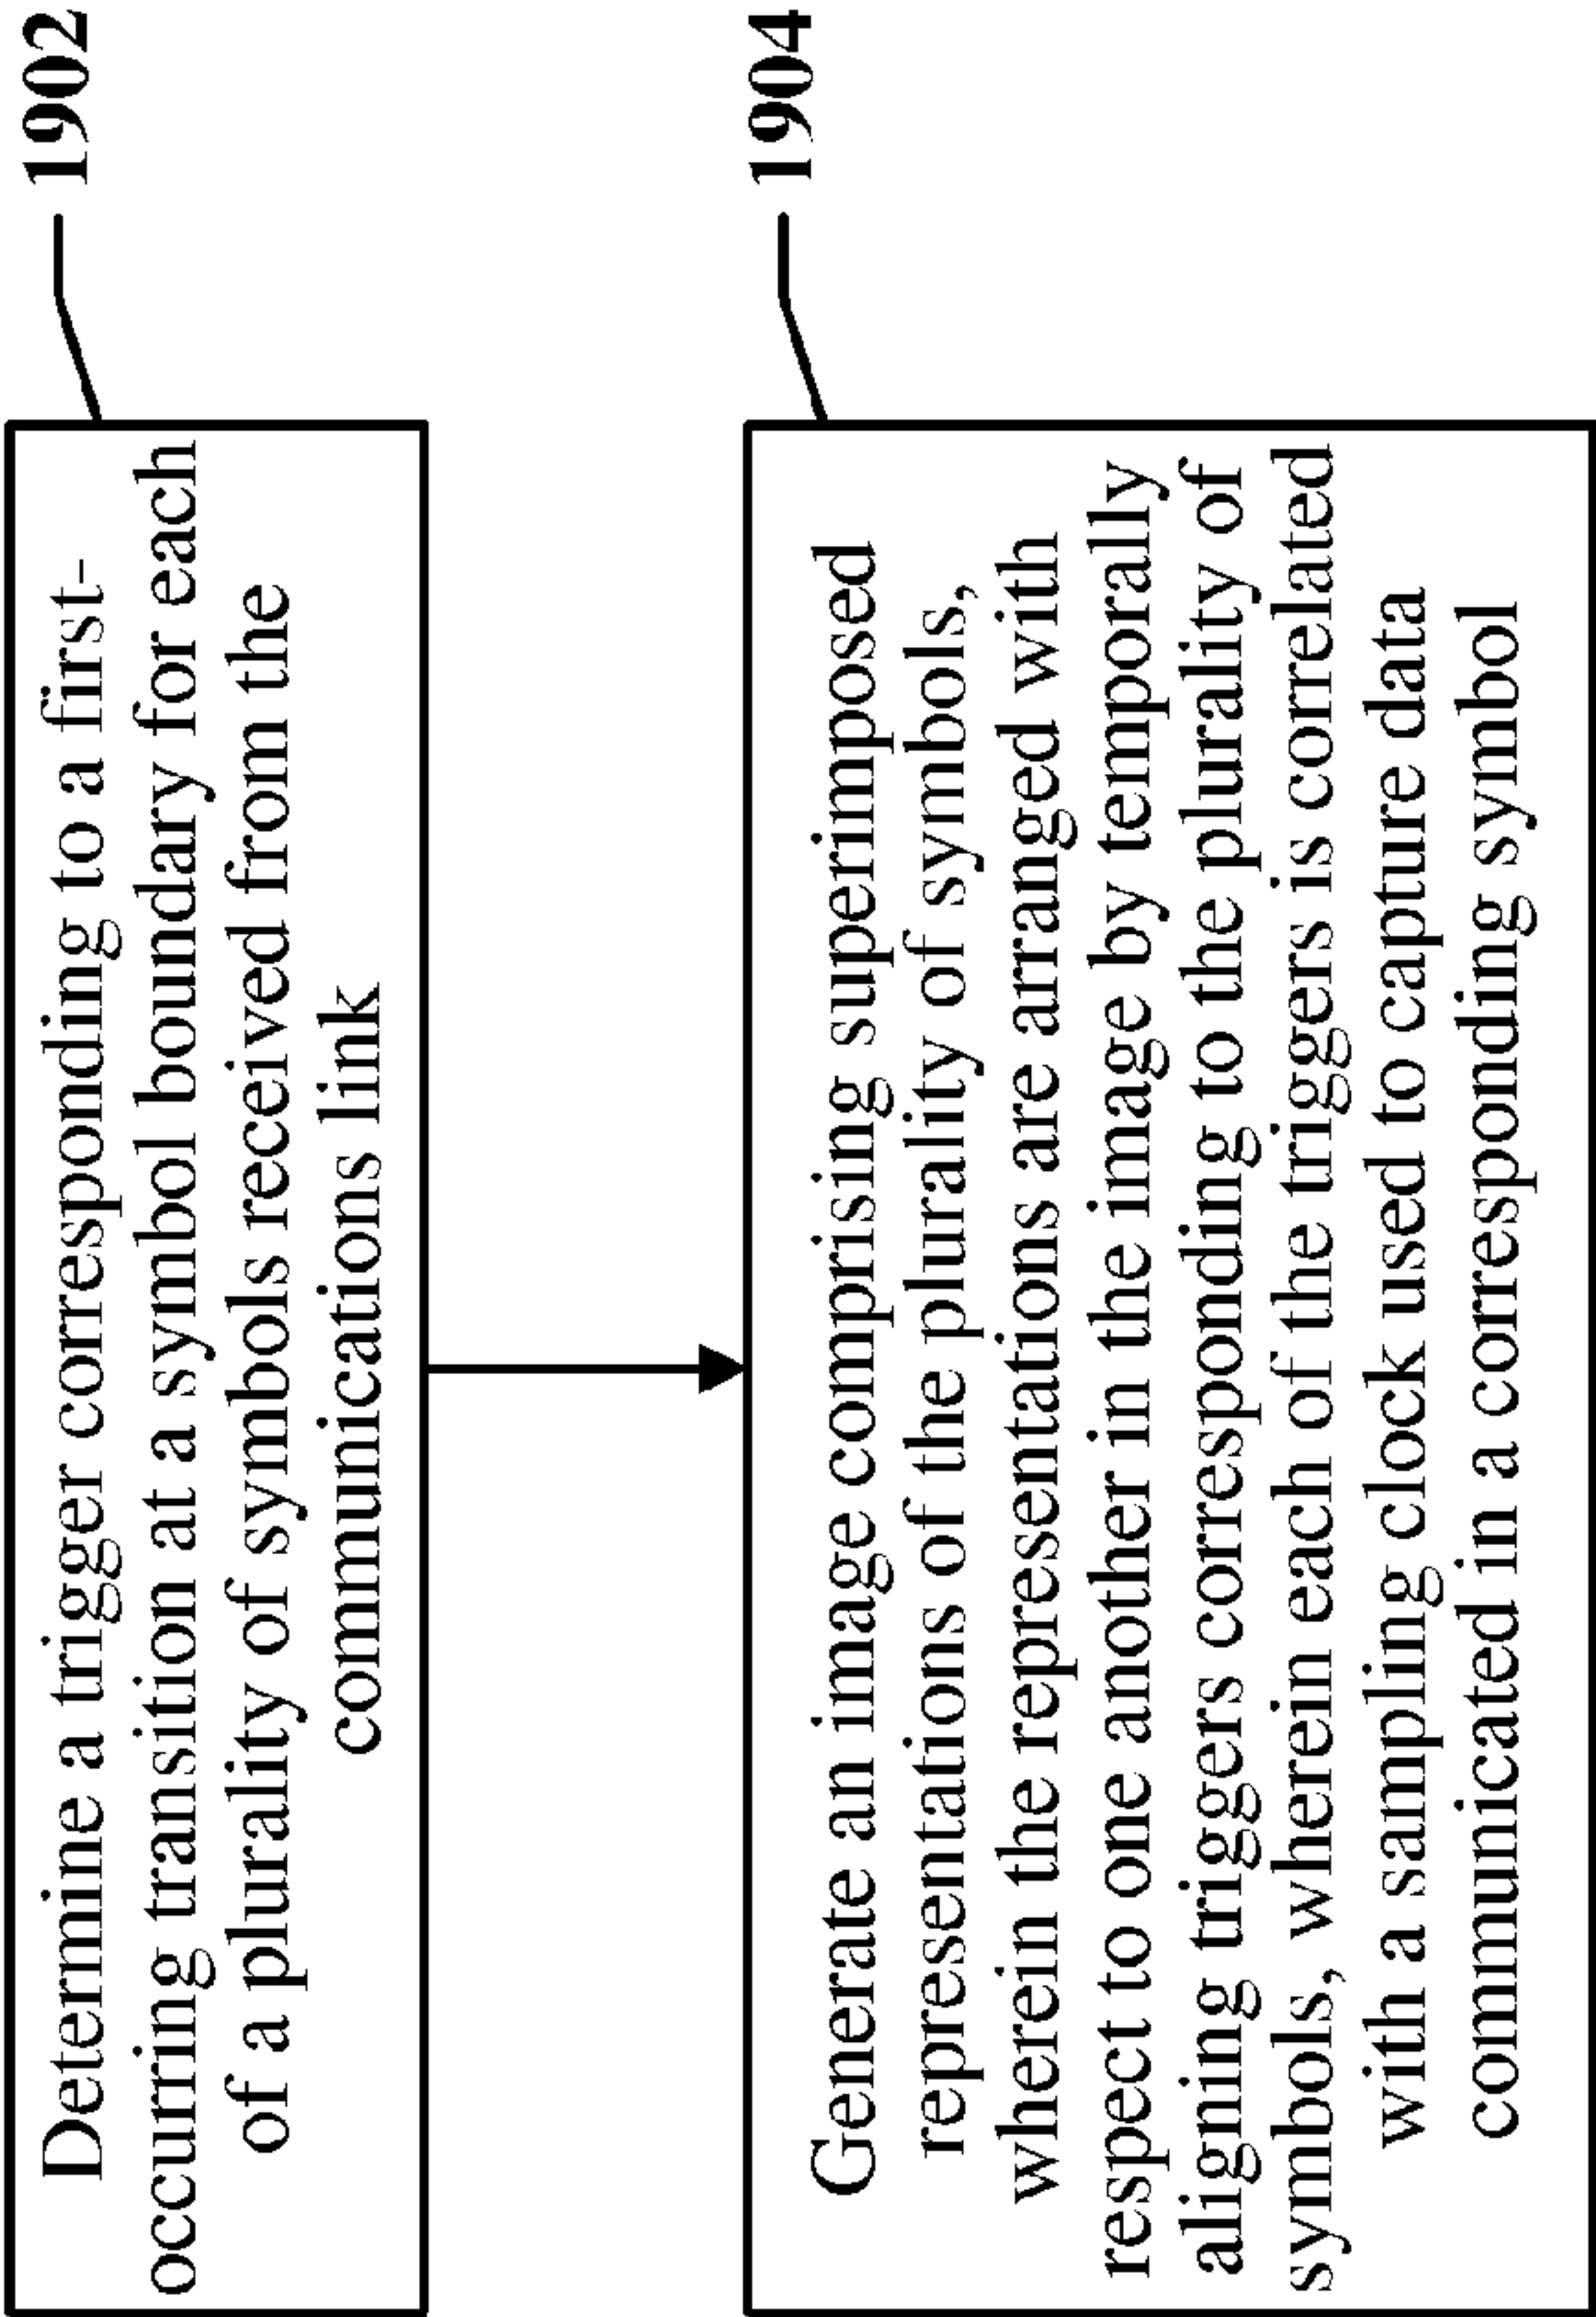 Determine a trigger corresponding to a first-
occurring transition at a symbol boundary for each
of a plurality of symbols received from the
communications link
1902
Generate an image comprising superimposed
representations of the plurality of symbols,
wherein the representations are arranged with
respect to one another in the image by temporally
aligning triggers corresponding to the plurality of
symbols, wherein each of the triggers is correlated
with a sampling clock used to capture data
communicated in a corresponding symbol
1904